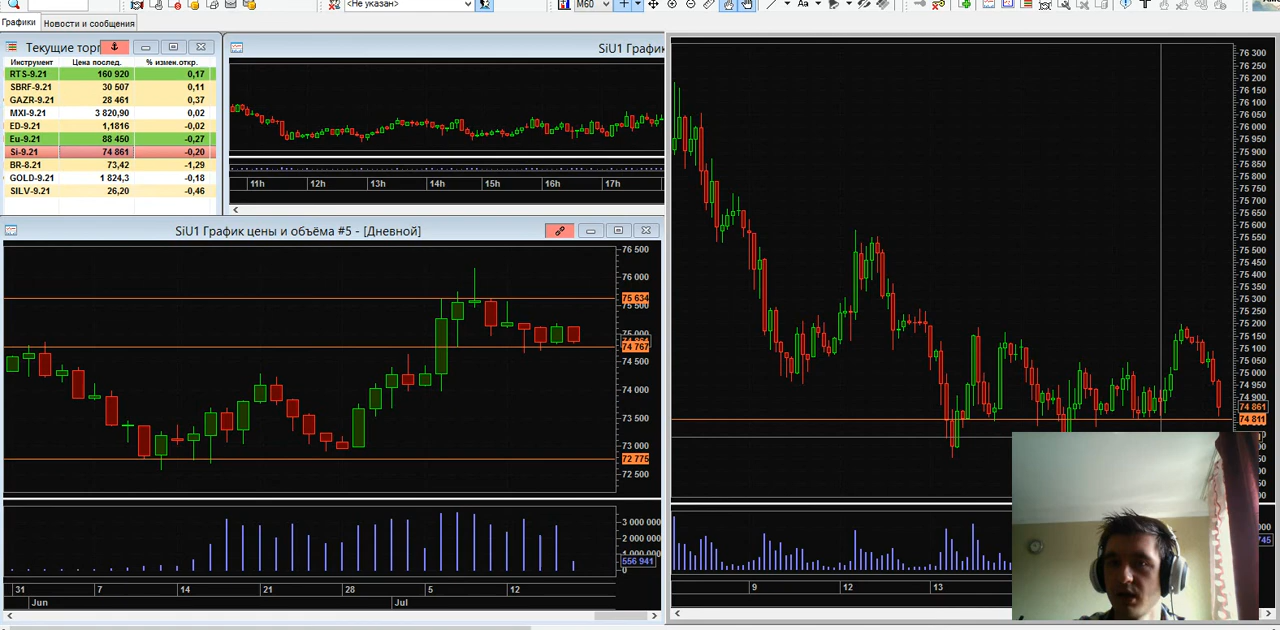 <Не указан>
M60
Aa
T
Графики
Новости и сообщения
Текущие торг
Инструмент Цена послед. % измен.откр.
RTS-9.21 160 920 0,17
SBRF-9.21 30 507 0,11
GAZR-9.21 28 461 0,37
MXI-9.21 3 820,90 0,02
ED-9.21 1,1816 -0,02
Eu-9.21 88 450 -0,27
Si-9.21 74 861 -0,20
BR-8.21 73,42 -1,29
GOLD-9.21 1 824,3 -0,18
SILV-9.21 26,20 -0,46
SiU1 График
11h 12h 13h 14h 15h 16h 17h
SiU1 График цены и объёма #5 - [Дневной]
76 500
76 000
75 634
75 000
74 767
74 500
74 000
73 500
73 000
72 775
72 500
3 000 000
2 000 000
1 000 000
556 941
0
31 7 14 21 28 5 12
Jun Jul
76 300
76 250
76 200
76 150
76 100
76 050
76 000
75 950
75 900
75 850
75 800
75 750
75 700
75 650
75 600
75 550
75 500
75 450
75 400
75 350
75 300
75 250
75 200
75 150
75 100
75 050
75 000
74 950
74 900
74 861
74 811
9 12 13